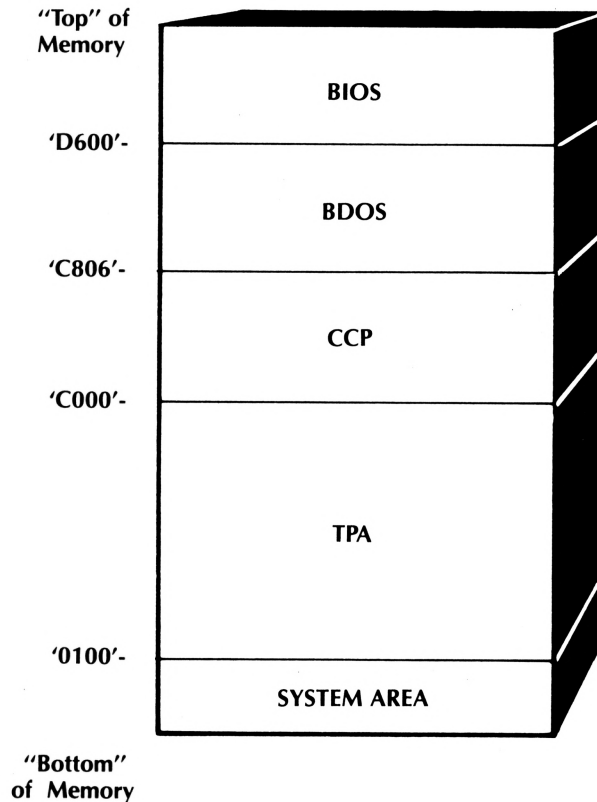 “Top” of
Memory
BIOS
‘D600’-
BDOS
‘C806’-
CCP
‘C000’-
TPA
‘0100’-
SYSTEM AREA
“Bottom”
of Memory